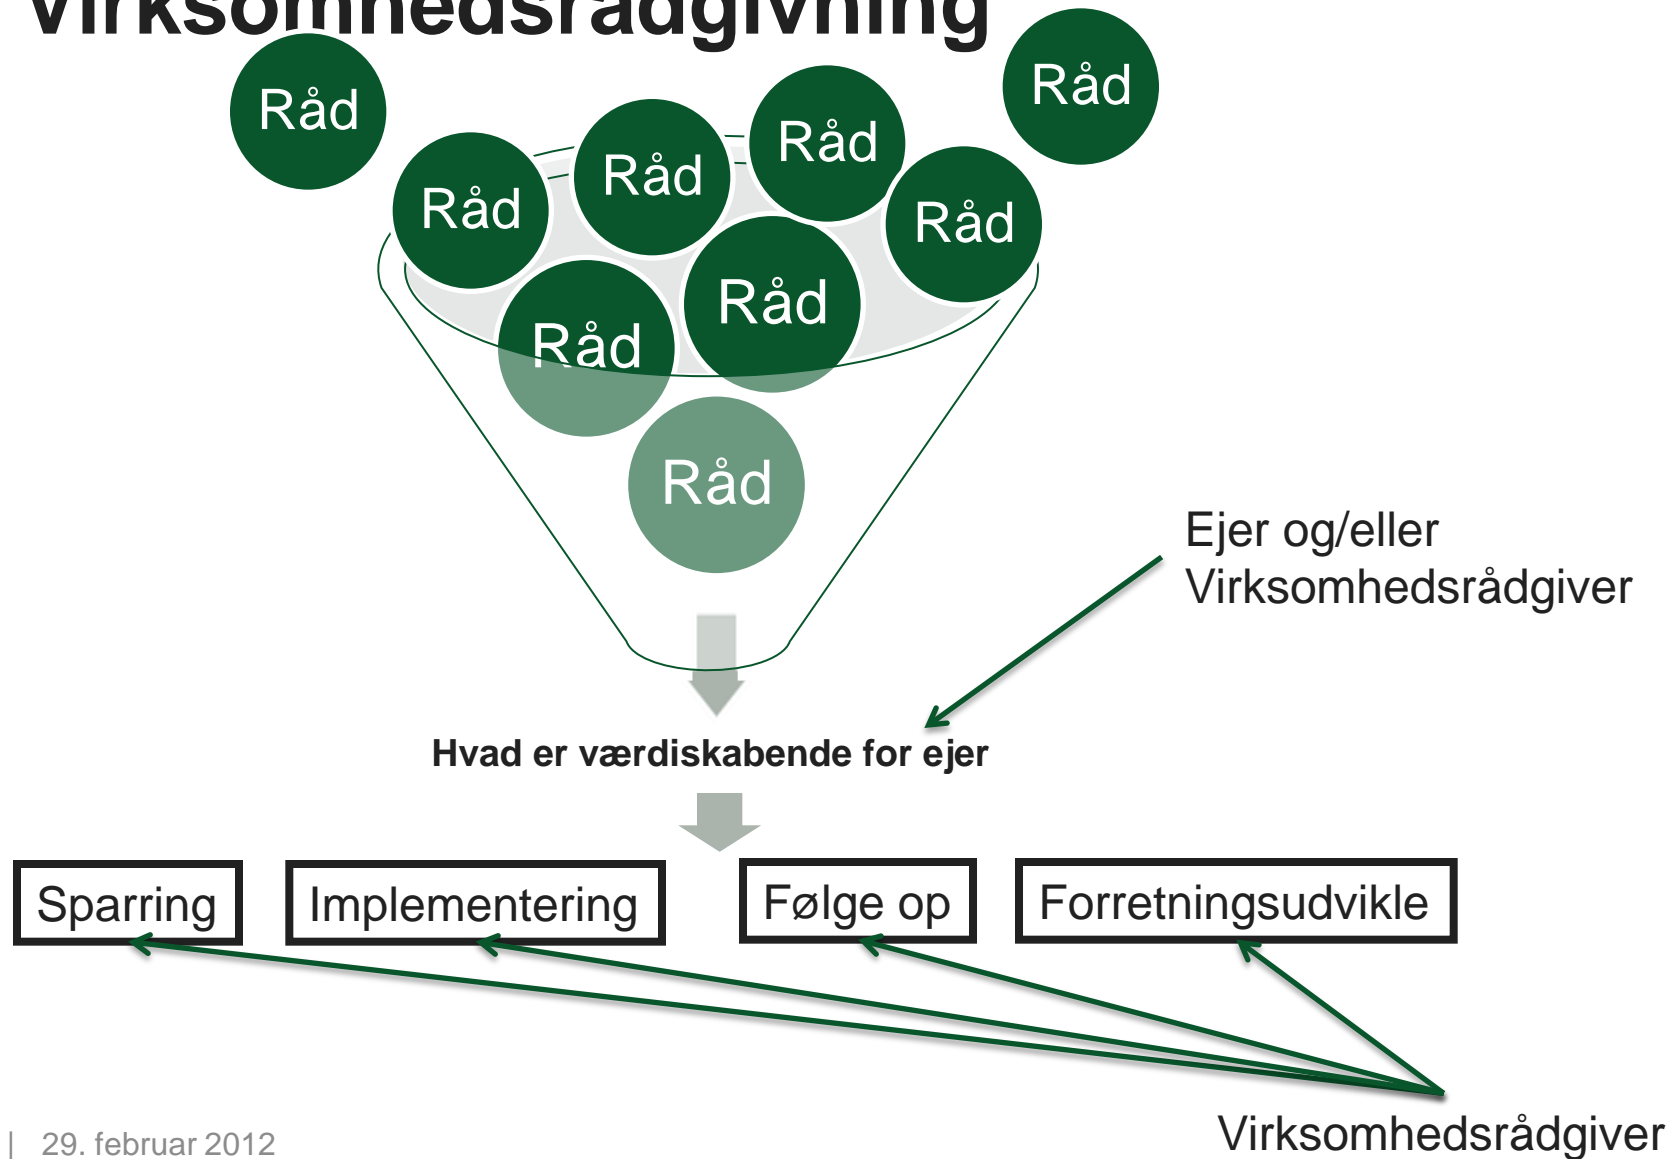 Virksomhedsrådgivning
Råd
Råd
Råd
Råd
Råd
Råd
Råd
Råd
Råd
Ejer og/eller
Virksomhedsrådgiver
Hvad er værdiskabende for ejer
Sparring
Implementering
Følge op
Forretningsudvikle
Virksomhedsrådgiver
| 29. februar 2012